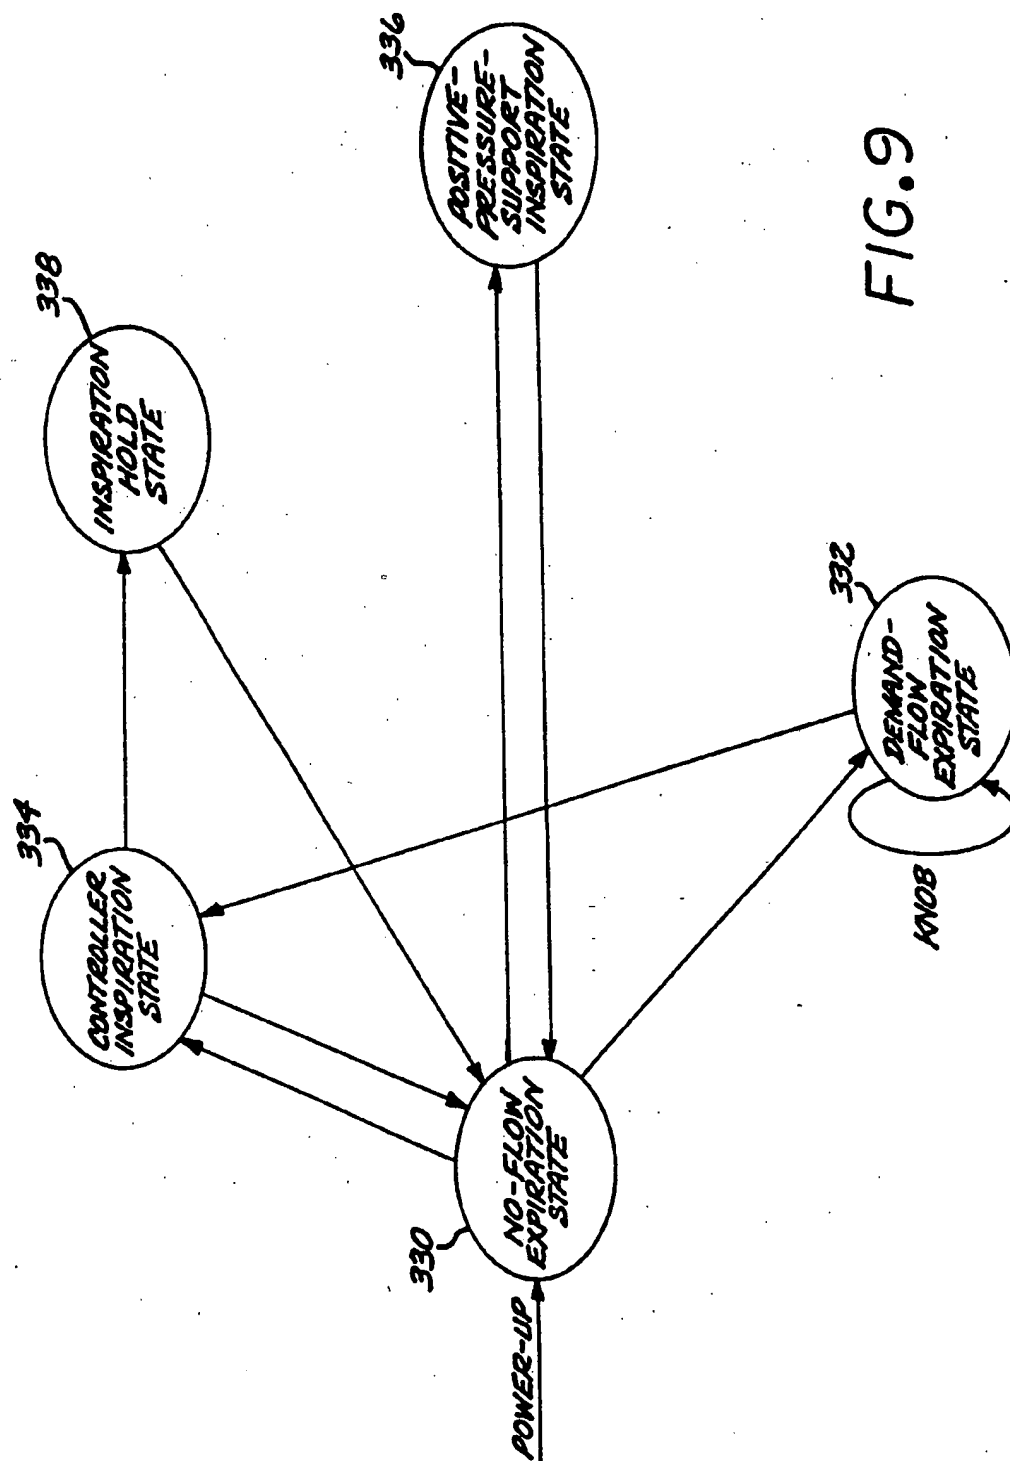 334
CONTROLLER
INSPIRATION
STATE
338
INSPIRATION
HOLD
STATE
336
POSITIVE-
PRESSURE-
SUPPORT
INSPIRATION
STATE
330
NO-FLOW
EXPIRATION
STATE
POWER-UP
332
DEMAND-
FLOW
EXPIRATION
STATE
KNOB
FIG.9